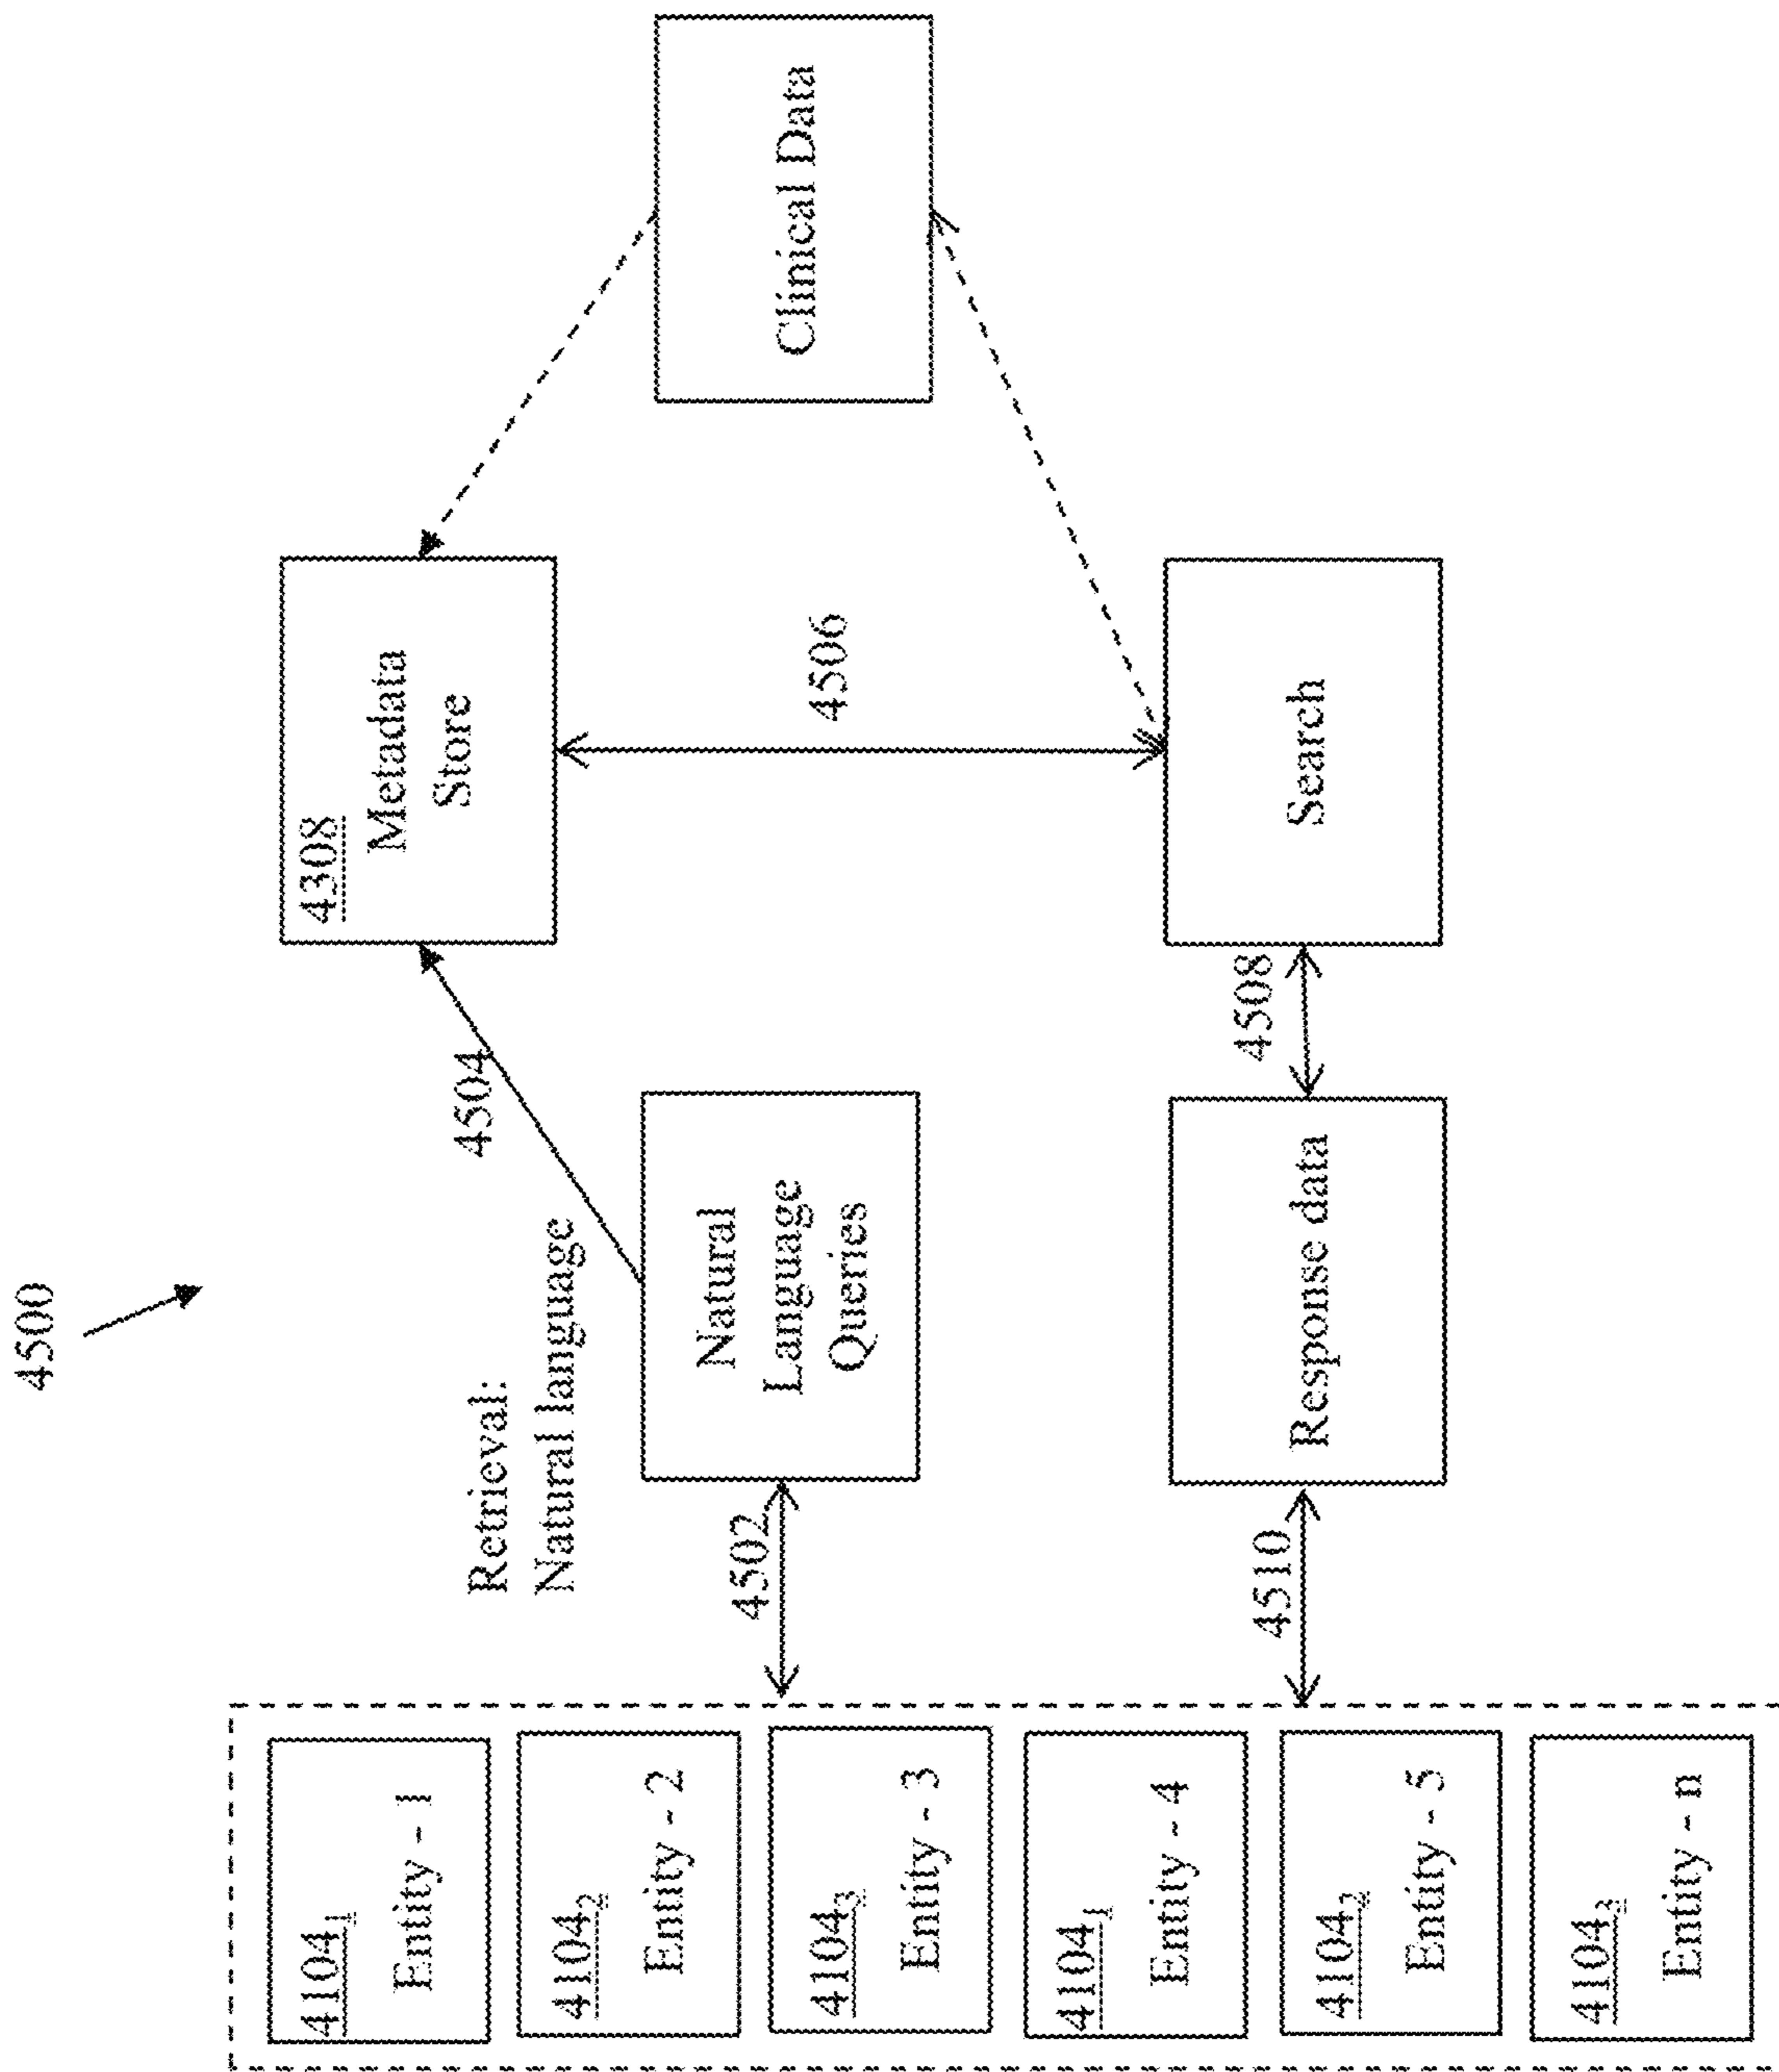 4500
Retrieval:
Natural language
4104₁
Entity - 1
4104₂
Entity - 2
4104₃
Entity - 3
4104₁
Entity - 4
4104₂
Entity - 5
4104₃
Entity - n
4502
Natural
Language
Queries
4504
4308
Metadata
Store
4506
Clinical Data
4510
Response data
4508
Search